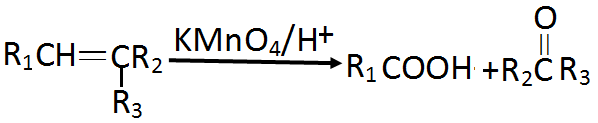 R₁CH=CR₂ KMnO₄/H⁺ R₁COOH + R₂C R₃
O
R₃